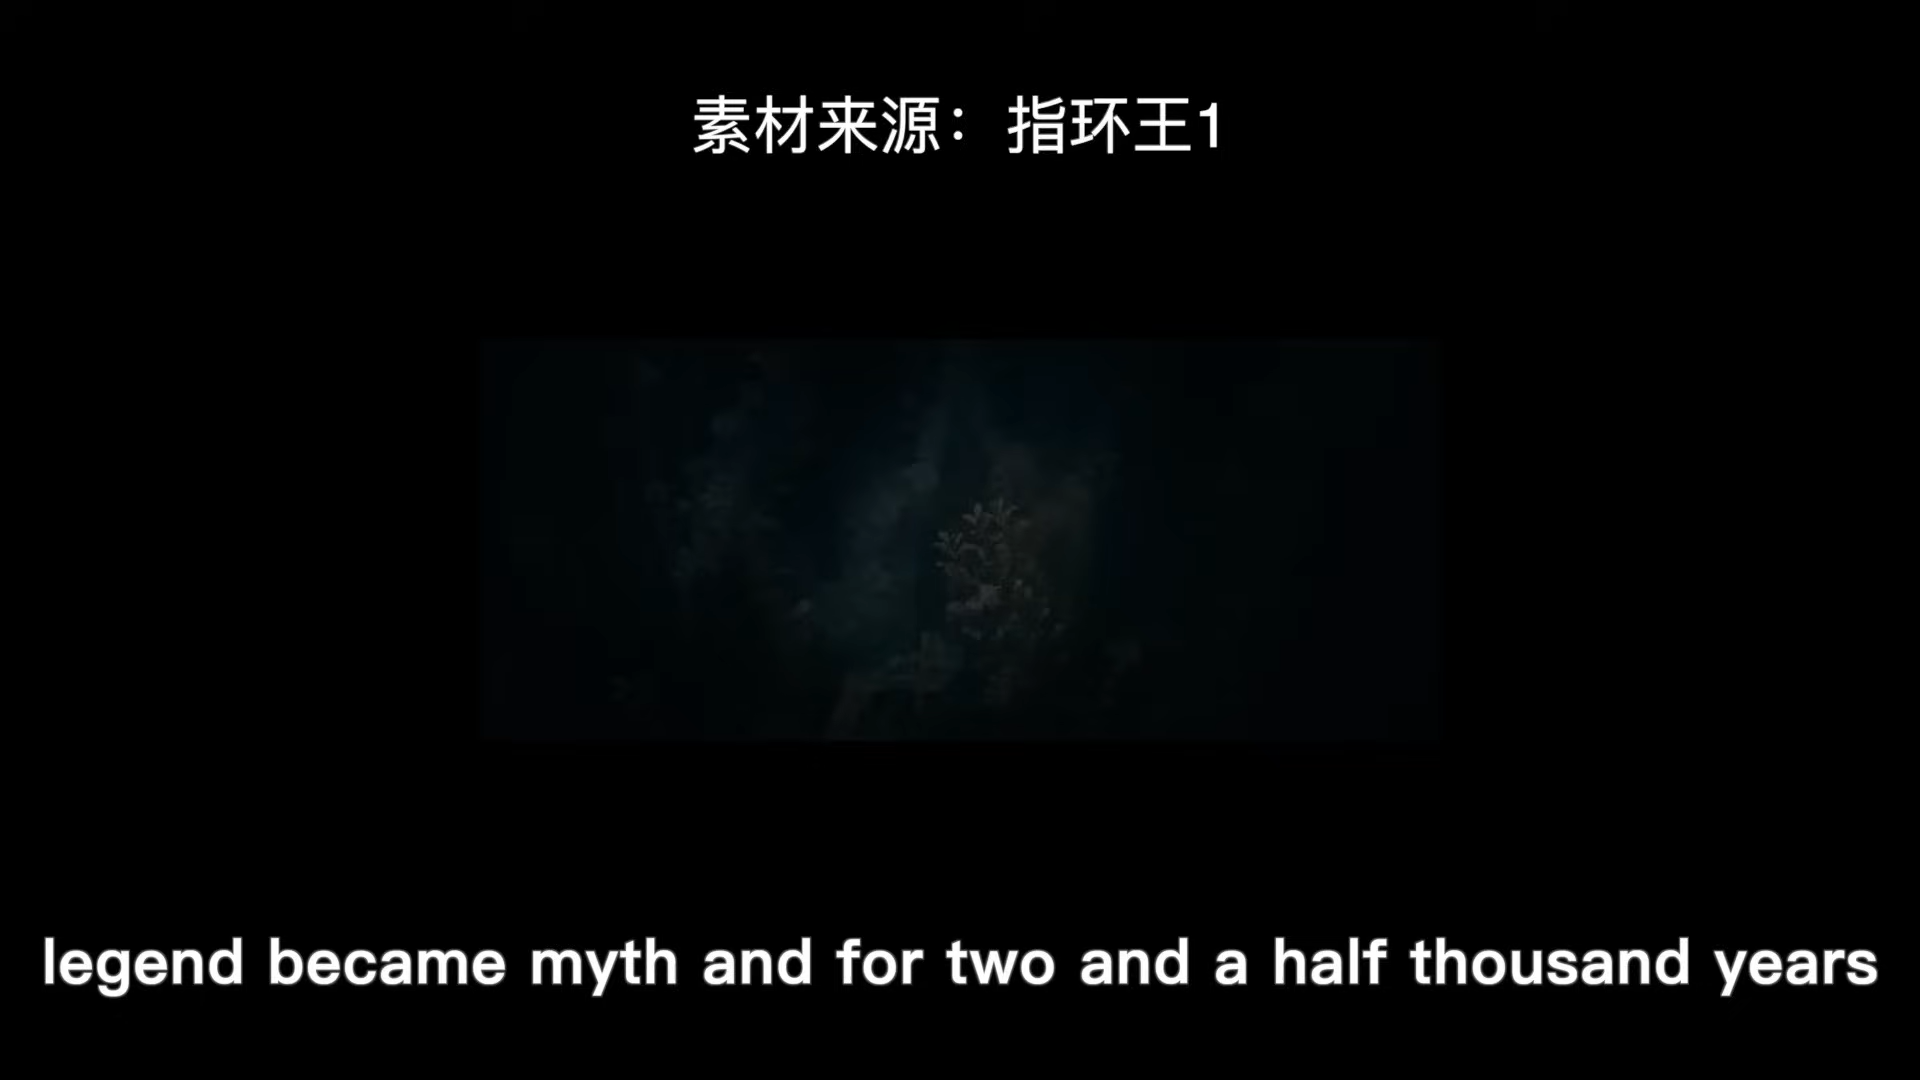 素材来源：指环王1
legend became myth and for two and a half thousand years